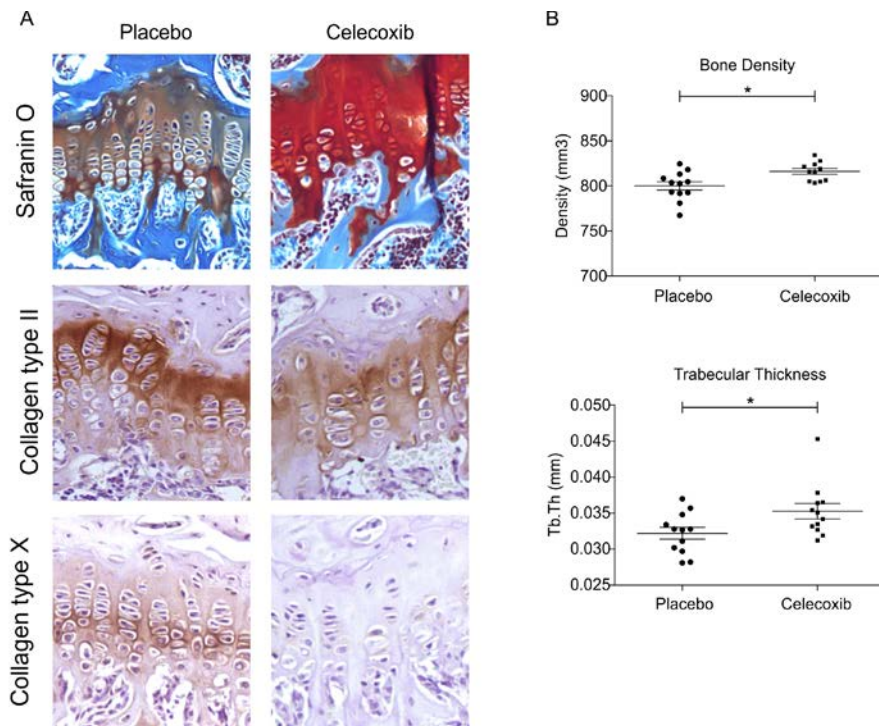 A
Placebo
Celecoxib
Safranin O
Collagen type II
Collagen type X
B
Bone Density
*
900
850
800
750
700
Density (mm3)
Placebo
Celecoxib
Trabecular Thickness
*
0.050
0.045
0.040
0.035
0.030
0.025
Tb.Th (mm)
Placebo
Celecoxib